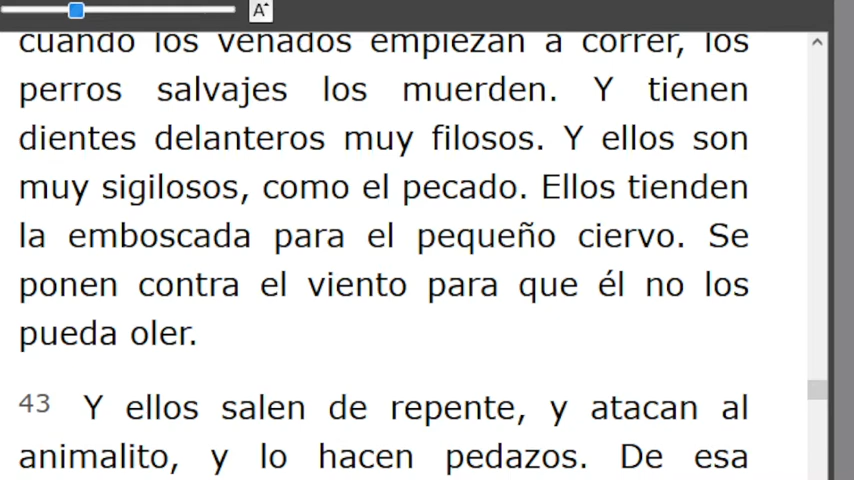 A
cuando los venados empiezan a correr, los
perros salvajes los muerden. Y tienen
dientes delanteros muy filosos. Y ellos son
muy sigilosos, como el pecado. Ellos tienden
la emboscada para el pequeño ciervo. Se
ponen contra el viento para que él no los
pueda oler.
43 Y ellos salen de repente, y atacan al
animalito, y lo hacen pedazos. De esa